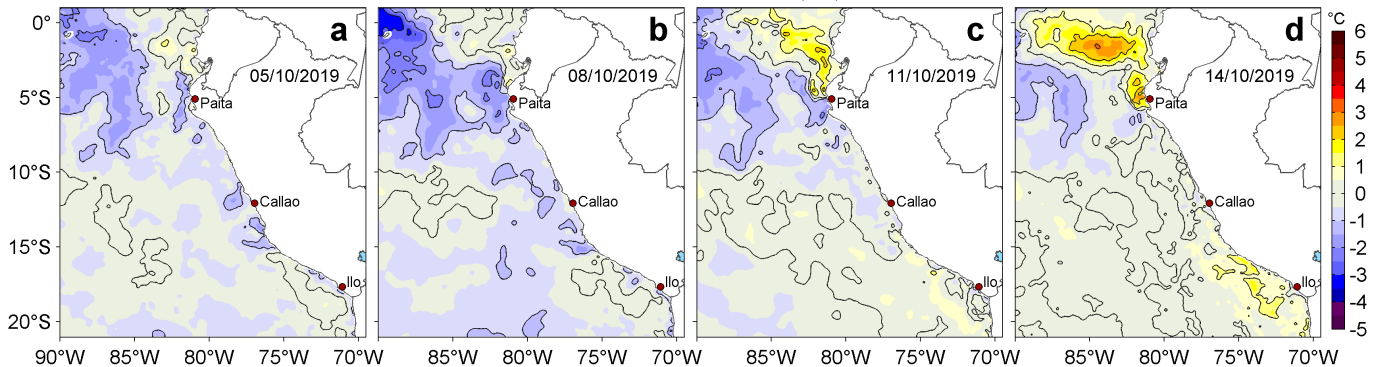 a
b
c
d
0°
5°S
10°S
15°S
20°S
05/10/2019
08/10/2019
11/10/2019
14/10/2019
Paita
Callao
Ilo
Paita
Callao
Ilo
Paita
Callao
Ilo
Paita
Callao
Ilo
90°W 85°W 80°W 75°W 70°W
85°W 80°W 75°W 70°W
85°W 80°W 75°W 70°W
85°W 80°W 75°W 70°W
°C
6
5
4
3
2
1
0
-1
-2
-3
-4
-5